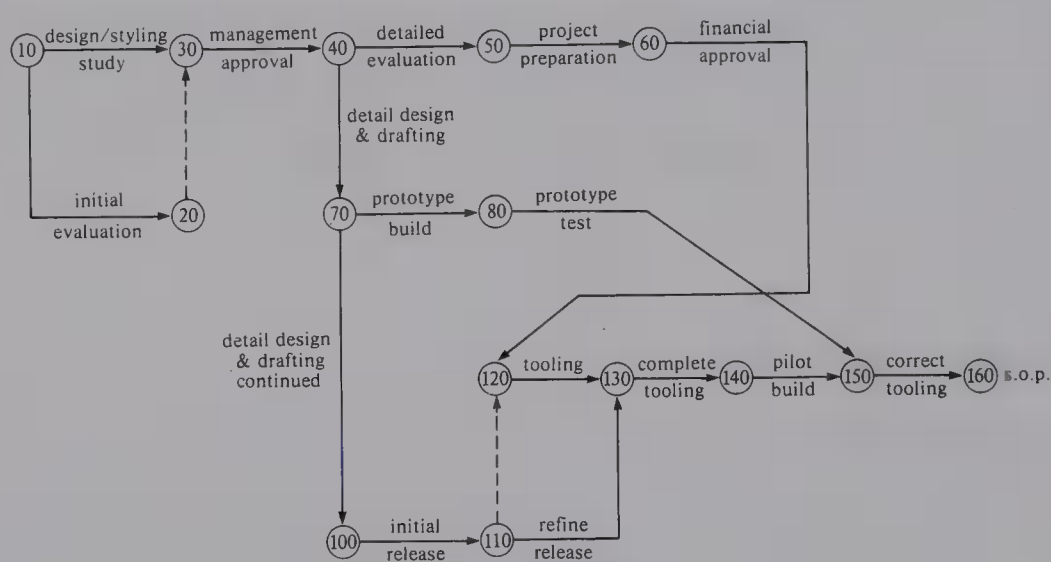 10
design/styling
study
30
management
approval
40
detailed
evaluation
50
project
preparation
60
financial
approval
detail design
& drafting
initial
evaluation
20
70
prototype
build
80
prototype
test
detail design
& drafting
continued
120
tooling
130
complete
tooling
140
pilot
build
150
correct
tooling
160
s.o.p.
100
initial
release
110
refine
release